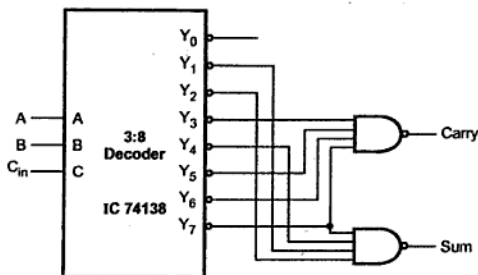 Y0
Y1
Y2
Y3
Y4
Y5
Y6
Y7
A
B
Cin
A
B
C
3:8
Decoder
IC 74138
Carry
Sum